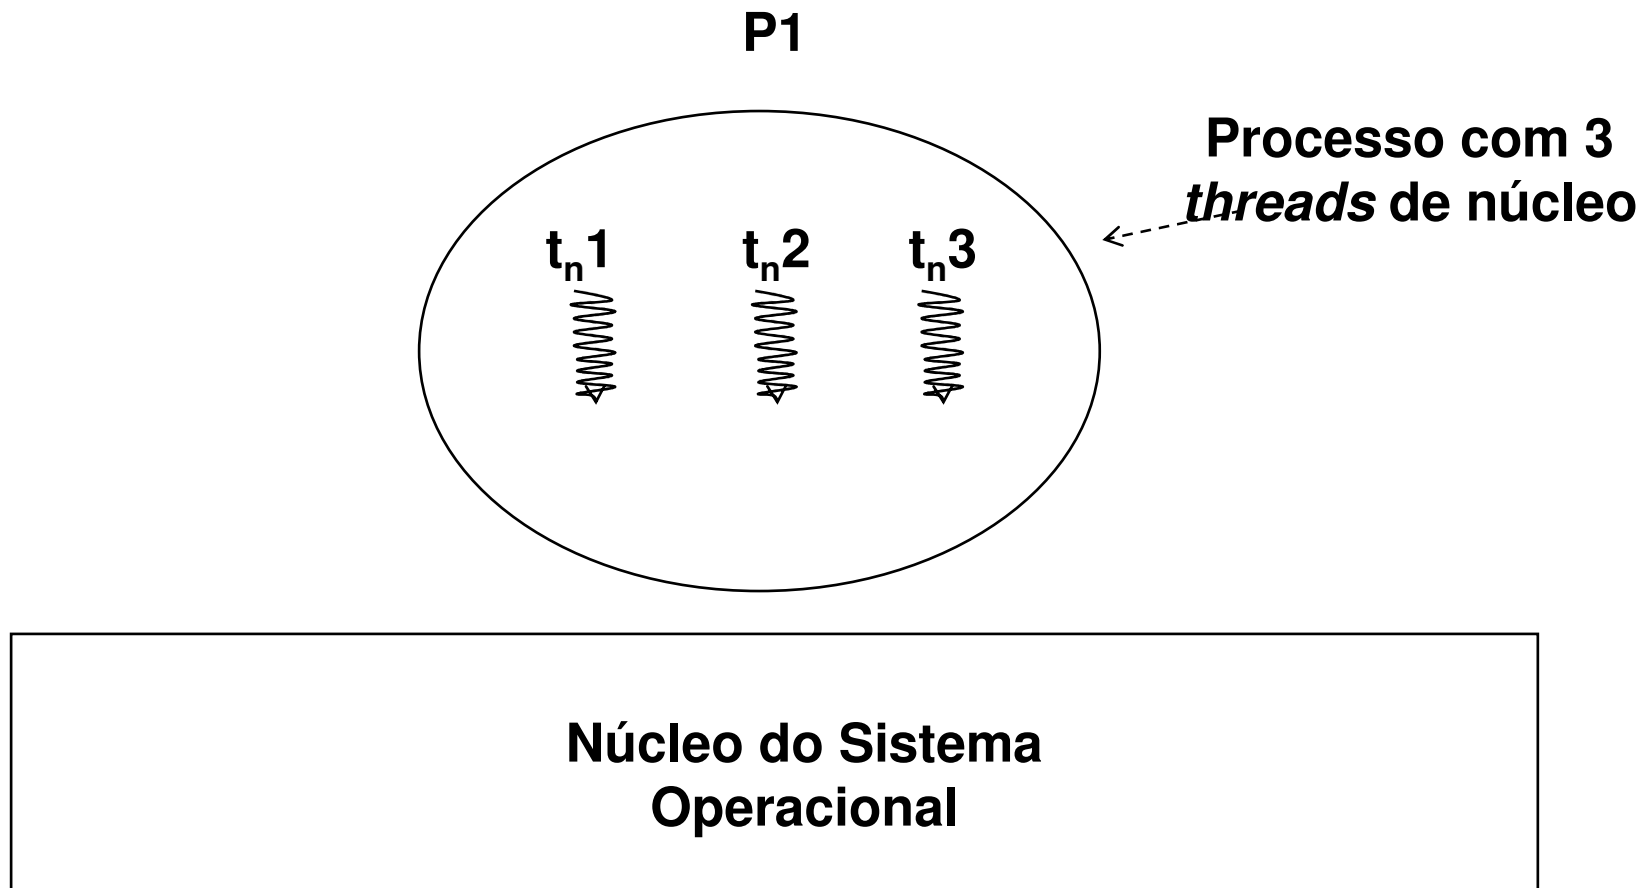 P1
Processo com 3
threads de núcleo
tn1 tn2 tn3
Núcleo do Sistema
Operacional